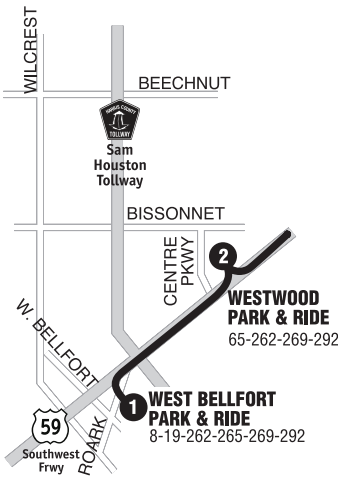 WILCREST
BEECHNUT
HARRIS COUNTY
TOLLWAY
Sam
Houston
Tollway
BISSONNET
CENTRE
PKWY
2
WESTWOOD
PARK & RIDE
65-262-269-292
W. BELLFORT
1
WEST BELLFORT
PARK & RIDE
8-19-262-265-269-292
59
Southwest
Frwy
ROARK